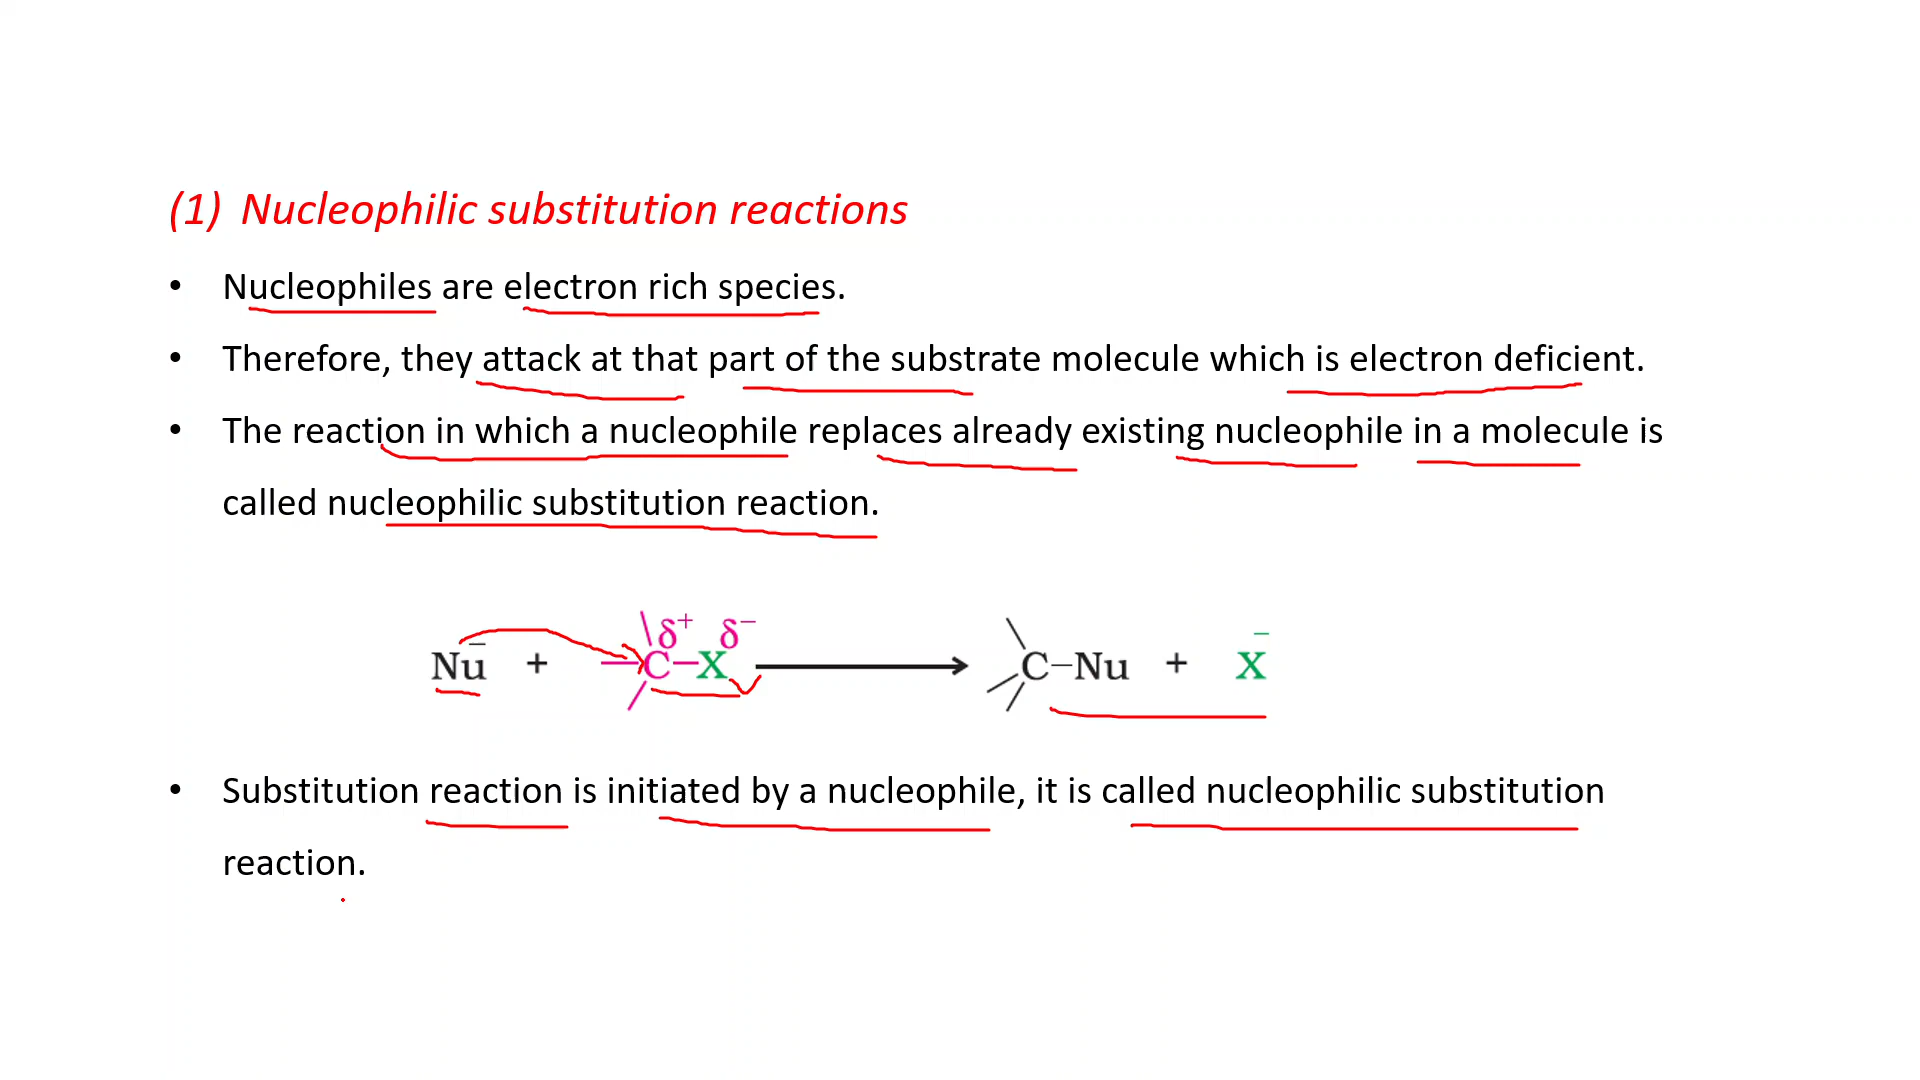 (1) Nucleophilic substitution reactions
• Nucleophiles are electron rich species.
• Therefore, they attack at that part of the substrate molecule which is electron deficient.
• The reaction in which a nucleophile replaces already existing nucleophile in a molecule is
called nucleophilic substitution reaction.
δ+ δ−
Nu̅ + C−X → C−Nu + X̅
• Substitution reaction is initiated by a nucleophile, it is called nucleophilic substitution
reaction.